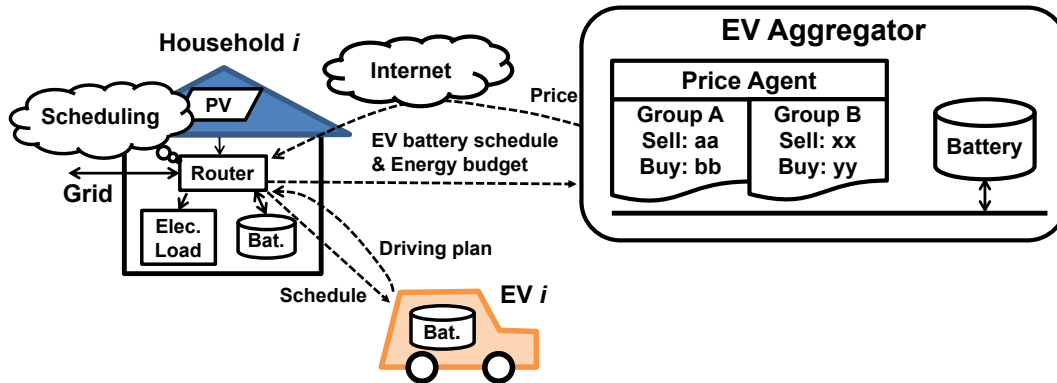 Household i
EV Aggregator
Internet
Price Agent
PV
Price
Scheduling
Group A
Sell: aa
Buy: bb
Group B
Sell: xx
Buy: yy
Battery
EV battery schedule
& Energy budget
Router
Grid
Elec.
Load
Bat.
Driving plan
Schedule
EV i
Bat.